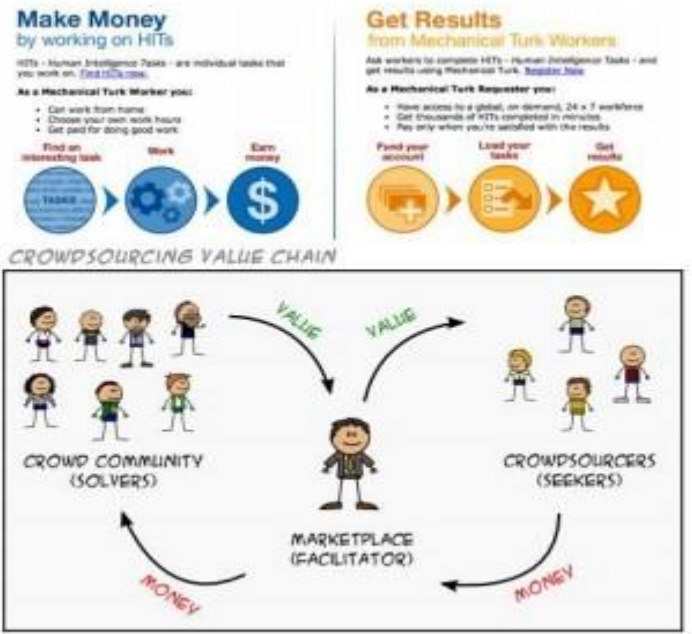 Make Money
by working on HITs
HITs - Human Intelligence Tasks - are individual tasks that
you work on. Find HITs now.
As a Mechanical Turk Worker you:
• Can work from home
• Choose your own work hours
• Get paid for doing good work
Find an
interesting task
Work
Earn
money
TASKS
$
Get Results
from Mechanical Turk Workers
Ask workers to complete HITs - Human Intelligence Tasks - and
get results using Mechanical Turk. Register Now
As a Mechanical Turk Requester you:
• Have access to a global, on-demand, 24 x 7 workforce
• Get thousands of HITs completed in minutes
• Pay only when you're satisfied with the results
Fund your
account
Load your
tasks
Get
results
CROWDSOURCING VALUE CHAIN
VALUE
VALUE
CROWD COMMUNITY
(SOLVERS)
CROWDSOURCERS
(SEEKERS)
MARKETPLACE
(FACILITATOR)
MONEY
MONEY